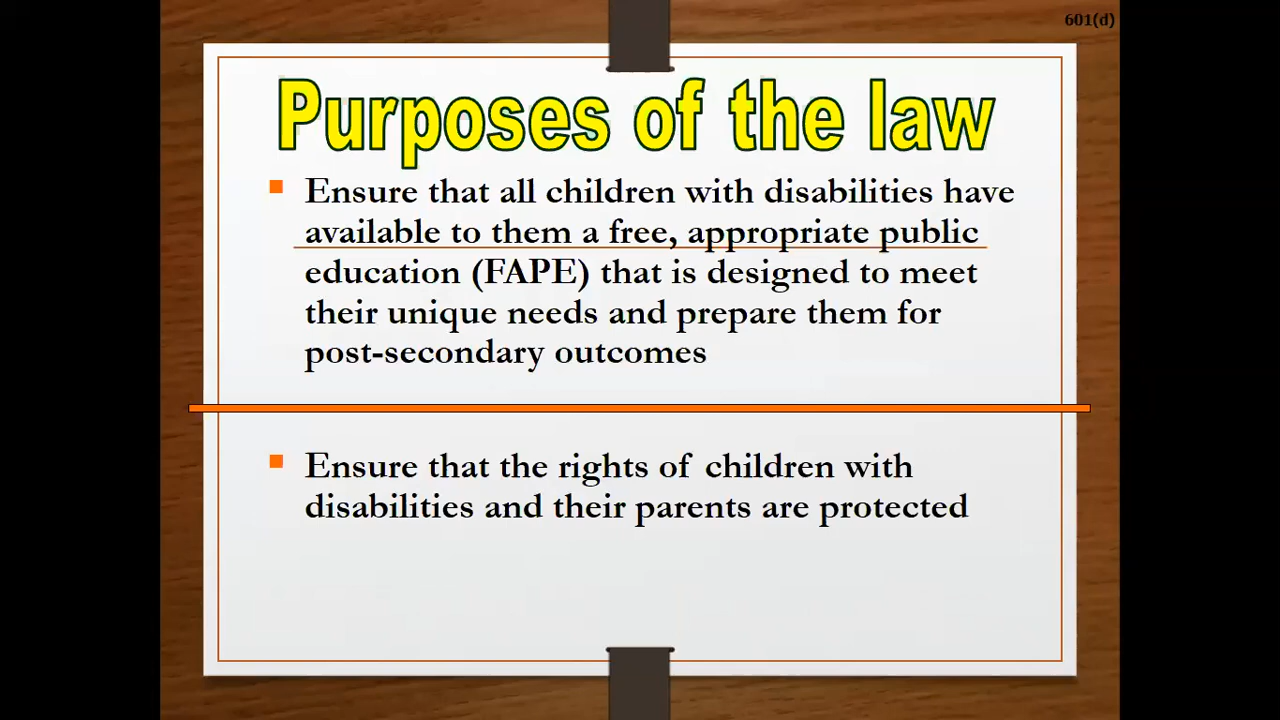 601(d)
Purposes of the law
Ensure that all children with disabilities have
available to them a free, appropriate public
education (FAPE) that is designed to meet
their unique needs and prepare them for
post-secondary outcomes
Ensure that the rights of children with
disabilities and their parents are protected